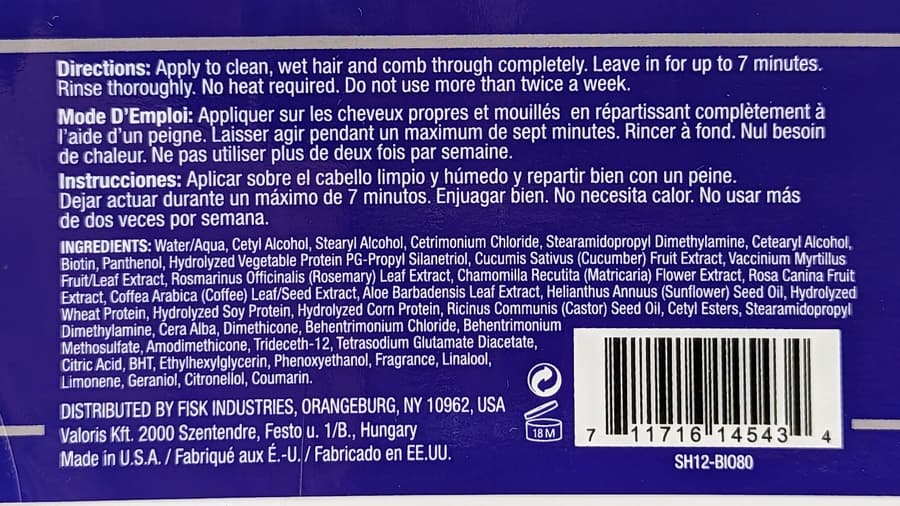 Directions: Apply to clean, wet hair and comb through completely. Leave in for up to 7 minutes.
Rinse thoroughly. No heat required. Do not use more than twice a week.
Mode D'Emploi: Appliquer sur les cheveux propres et mouillés en répartissant complètement à
l'aide d'un peigne. Laisser agir pendant un maximum de sept minutes. Rincer à fond. Nul besoin
de chaleur. Ne pas utiliser plus de deux fois par semaine.
Instrucciones: Aplicar sobre el cabello limpio y húmedo y repartir bien con un peine.
Dejar actuar durante un máximo de 7 minutos. Enjuagar bien. No necesita calor. No usar más
de dos veces por semana.
INGREDIENTS: Water/Aqua, Cetyl Alcohol, Stearyl Alcohol, Cetrimonium Chloride, Stearamidopropyl Dimethylamine, Cetearyl Alcohol,
Biotin, Panthenol, Hydrolyzed Vegetable Protein PG-Propyl Silanetriol, Cucumis Sativus (Cucumber) Fruit Extract, Vaccinium Myrtillus
Fruit/Leaf Extract, Rosmarinus Officinalis (Rosemary) Leaf Extract, Chamomilla Recutita (Matricaria) Flower Extract, Rosa Canina Fruit
Extract, Coffea Arabica (Coffee) Leaf/Seed Extract, Aloe Barbadensis Leaf Extract, Helianthus Annuus (Sunflower) Seed Oil, Hydrolyzed
Wheat Protein, Hydrolyzed Soy Protein, Hydrolyzed Corn Protein, Ricinus Communis (Castor) Seed Oil, Cetyl Esters, Stearamidopropyl
Dimethylamine, Cera Alba, Dimethicone, Behentrimonium Chloride, Behentrimonium
Methosulfate, Amodimethicone, Trideceth-12, Tetrasodium Glutamate Diacetate,
Citric Acid, BHT, Ethylhexylglycerin, Phenoxyethanol, Fragrance, Linalool,
Limonene, Geraniol, Citronellol, Coumarin.
DISTRIBUTED BY FISK INDUSTRIES, ORANGEBURG, NY 10962, USA
Valoris Kft. 2000 Szentendre, Festo u. 1/B., Hungary
Made in U.S.A. / Fabriqué aux É.-U. / Fabricado en EE.UU.
18 M
7 11716 14543 4
SH12-BIO80